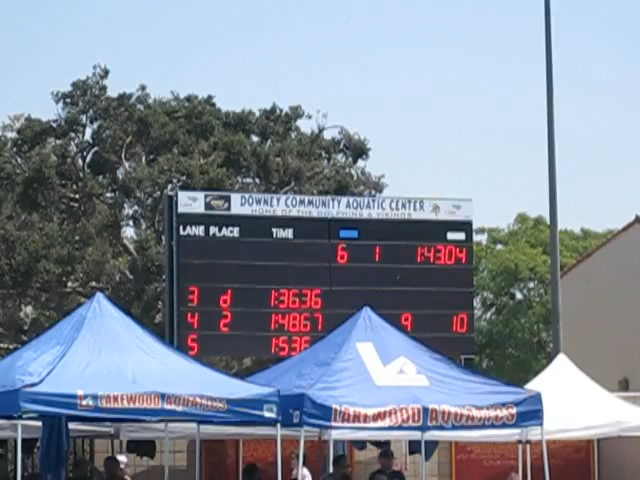 DOWNEY COMMUNITY AQUATIC CENTER
HOME OF THE DOLPHINS & VIKINGS
LANE PLACE TIME
6 1 1:43.04
3 d 1:36.36
4 2 1:48.67 9 10
5 1:53.6
LAKEWOOD AQUATICS
LA
LAKEWOOD AQUATICS